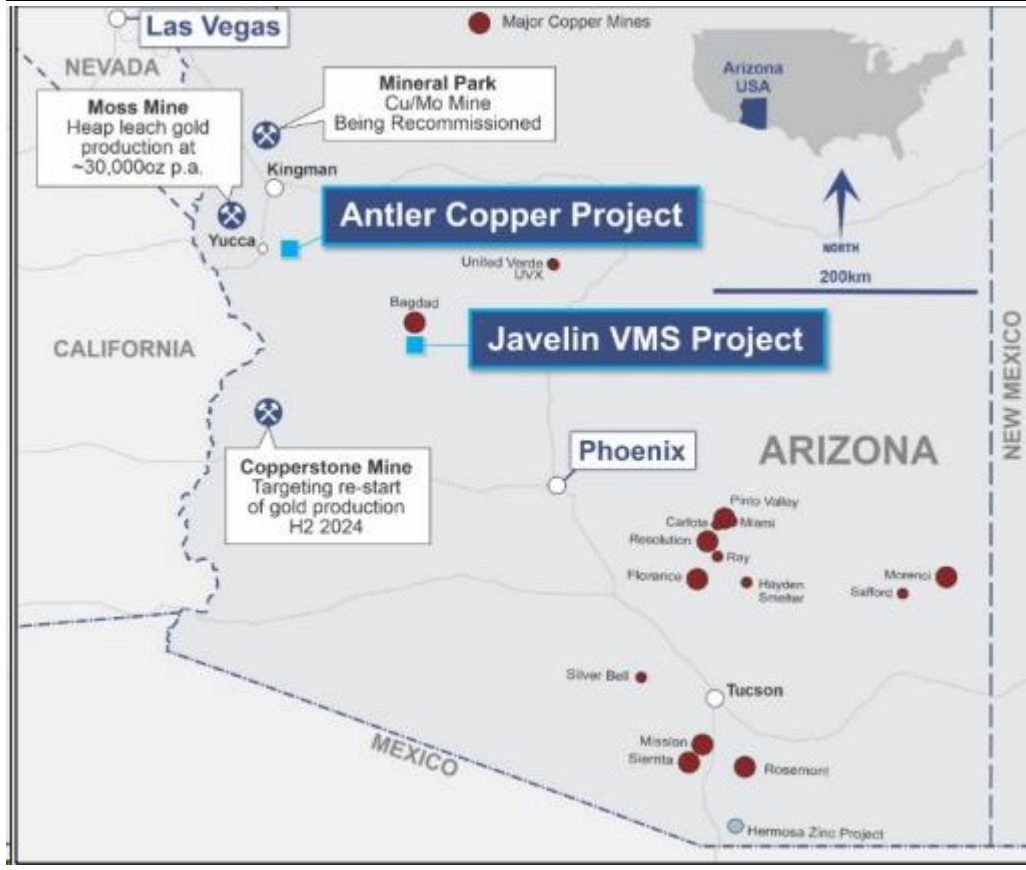 Las Vegas
Major Copper Mines
NEVADA
Arizona
USA
Mineral Park
Cu/Mo Mine
Being Recommissioned
Moss Mine
Heap leach gold
production at
~30,000oz p.a.
Kingman
Antler Copper Project
Yucca
NORTH
200km
United Verde
UVX
Bagdad
Javelin VMS Project
CALIFORNIA
NEW MEXICO
Copperstone Mine
Targeting re-start
of gold production
H2 2024
Phoenix
ARIZONA
Pinto Valley
Carlota
Miami
Resolution
Ray
Florence
Hayden
Smelter
Morenci
Safford
Silver Bell
Tucson
MEXICO
Mission
Sierrita
Rosemont
Hermosa Zinc Project